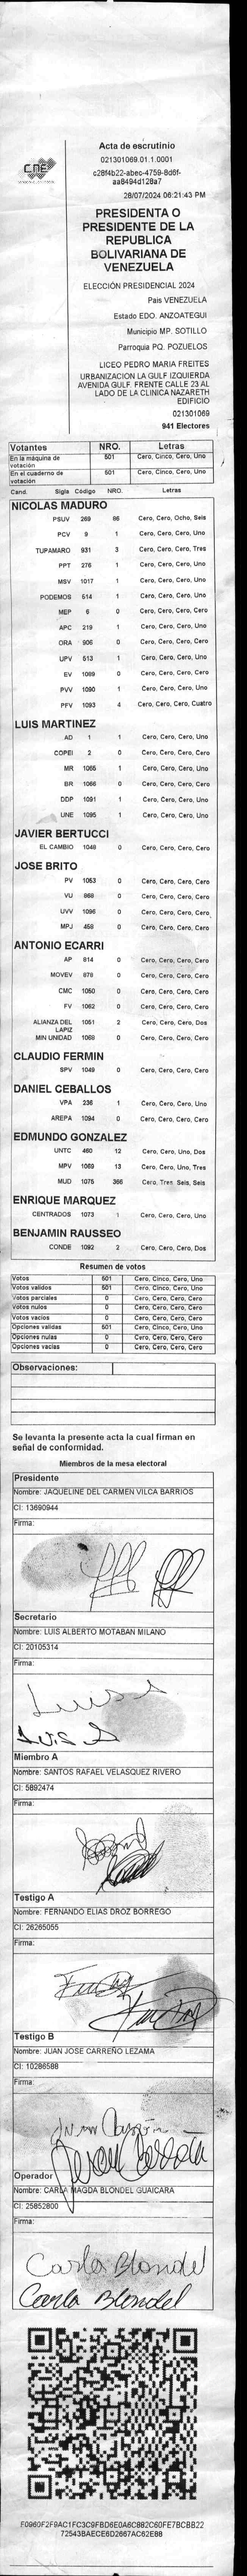 CNE
Acta de escrutinio
021301069.01.1.0001
c28f4b22-abec-4759-8d6f-
aa8494d128a7
28/07/2024 06:21:43 PM
PRESIDENTA O
PRESIDENTE DE LA
REPUBLICA
BOLIVARIANA DE
VENEZUELA
ELECCIÓN PRESIDENCIAL 2024
Pais VENEZUELA
Estado EDO. ANZOATEGUI
Municipio MP. SOTILLO
Parroquia PQ. POZUELOS
LICEO PEDRO MARIA FREITES
URBANIZACION LA GULF IZQUIERDA
AVENIDA GULF. FRENTE CALLE 23 AL
LADO DE LA CLINICA NAZARETH
EDIFICIO
021301069
941 Electores
Votantes NRO. Letras
En la máquina de votación 501 Cero, Cinco, Cero, Uno
En el cuaderno de votación 501 Cero, Cinco, Cero, Uno
Cand. Sigla Código NRO. Letras
NICOLAS MADURO
PSUV 269 86 Cero, Cero, Ocho, Seis
PCV 9 1 Cero, Cero, Cero, Uno
TUPAMARO 931 3 Cero, Cero, Cero, Tres
PPT 276 1 Cero, Cero, Cero, Uno
MSV 1017 1 Cero, Cero, Cero, Uno
PODEMOS 514 1 Cero, Cero, Cero, Uno
MEP 6 0 Cero, Cero, Cero, Cero
APC 219 1 Cero, Cero, Cero, Uno
ORA 906 0 Cero, Cero, Cero, Cero
UPV 513 1 Cero, Cero, Cero, Uno
EV 1089 0 Cero, Cero, Cero, Cero
PVV 1090 1 Cero, Cero, Cero, Uno
PFV 1093 4 Cero, Cero, Cero, Cuatro
LUIS MARTINEZ
AD 1 1 Cero, Cero, Cero, Uno
COPEI 2 0 Cero, Cero, Cero, Cero
MR 1065 1 Cero, Cero, Cero, Uno
BR 1066 0 Cero, Cero, Cero, Cero
DDP 1091 1 Cero, Cero, Cero, Uno
UNE 1095 1 Cero, Cero, Cero, Uno
JAVIER BERTUCCI
EL CAMBIO 1048 0 Cero, Cero, Cero, Cero
JOSE BRITO
PV 1053 0 Cero, Cero, Cero, Cero
VU 868 0 Cero, Cero, Cero, Cero
UVV 1096 0 Cero, Cero, Cero, Cero
MPJ 458 0 Cero, Cero, Cero, Cero
ANTONIO ECARRI
AP 814 0 Cero, Cero, Cero, Cero
MOVEV 878 0 Cero, Cero, Cero, Cero
CMC 1050 0 Cero, Cero, Cero, Cero
FV 1062 0 Cero, Cero, Cero, Cero
ALIANZA DEL LAPIZ 1051 2 Cero, Cero, Cero, Dos
MIN UNIDAD 1068 0 Cero, Cero, Cero, Cero
CLAUDIO FERMIN
SPV 1049 0 Cero, Cero, Cero, Cero
DANIEL CEBALLOS
VPA 236 1 Cero, Cero, Cero, Uno
AREPA 1094 0 Cero, Cero, Cero, Cero
EDMUNDO GONZALEZ
UNTC 460 12 Cero, Cero, Uno, Dos
MPV 1069 13 Cero, Cero, Uno, Tres
MUD 1075 366 Cero, Tres, Seis, Seis
ENRIQUE MARQUEZ
CENTRADOS 1073 1 Cero, Cero, Cero, Uno
BENJAMIN RAUSSEO
CONDE 1092 2 Cero, Cero, Cero, Dos
Resumen de votos
Votos 501 Cero, Cinco, Cero, Uno
Votos validos 501 Cero, Cinco, Cero, Uno
Votos parciales 0 Cero, Cero, Cero, Cero
Votos nulos 0 Cero, Cero, Cero, Cero
Votos vacios 0 Cero, Cero, Cero, Cero
Opciones validas 501 Cero, Cinco, Cero, Uno
Opciones nulas 0 Cero, Cero, Cero, Cero
Opciones vacias 0 Cero, Cero, Cero, Cero
Observaciones:
Se levanta la presente acta la cual firman en
señal de conformidad.
Miembros de la mesa electoral
Presidente
Nombre: JAQUELINE DEL CARMEN VILCA BARRIOS
CI: 13690944
Firma:
Secretario
Nombre: LUIS ALBERTO MOTABAN MILANO
CI: 20105314
Firma:
Luis A
Luis A
Miembro A
Nombre: SANTOS RAFAEL VELASQUEZ RIVERO
CI: 5892474
Firma:
Testigo A
Nombre: FERNANDO ELIAS DROZ BORREGO
CI: 26265055
Firma:
Testigo B
Nombre: JUAN JOSE CARREÑO LEZAMA
CI: 10286588
Firma:
Operador
Nombre: CARLA MAGDA BLONDEL GUAICARA
CI: 25852800
Firma:
Carla Blondel
Carla Blondel
F0960F2F9AC1FC3C9FBD6E0A6C882C60FE7BCBB22
72543BAECE6D2667AC62E88